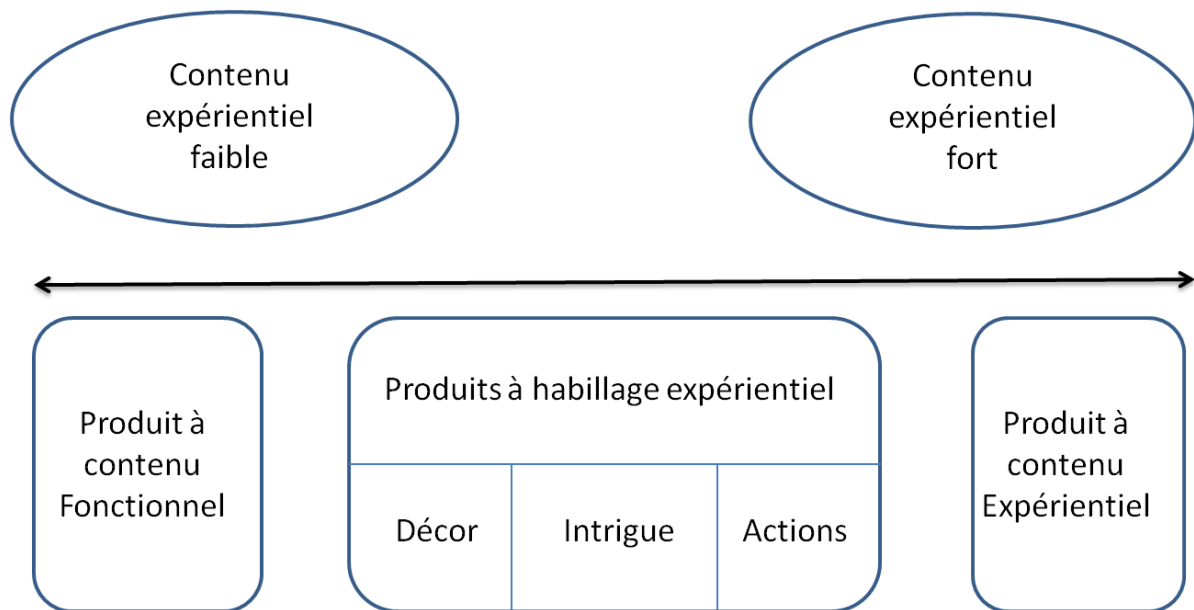 Contenu
expérientiel
faible
Contenu
expérientiel
fort
Produit à
contenu
Fonctionnel
Produits à habillage expérientiel
Décor
Intrigue
Actions
Produit à
contenu
Expérientiel